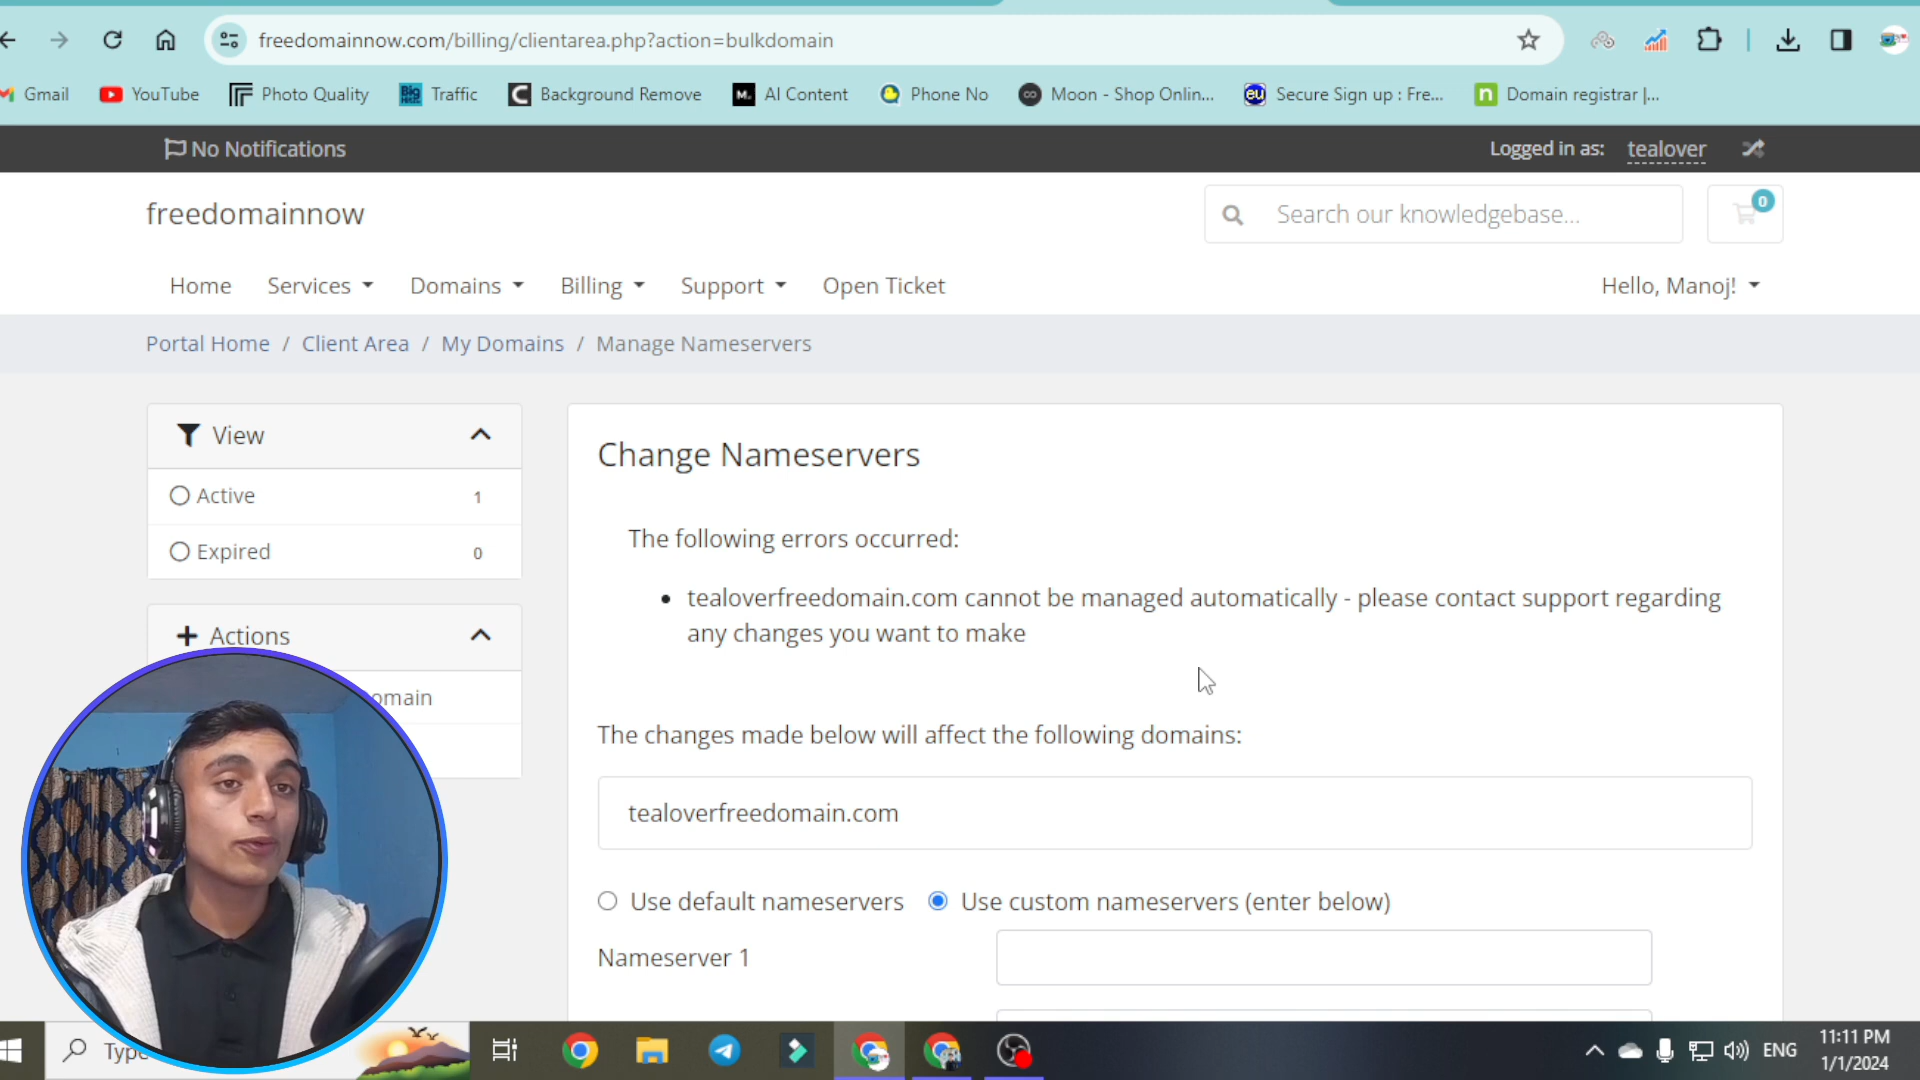 freedomainnow.com/billing/clientarea.php?action=bulkdomain
Gmail YouTube Photo Quality Traffic Background Remove AI Content Phone No Moon - Shop Onlin... Secure Sign up : Fre... Domain registrar |...
No Notifications
Logged in as: tealover
freedomainnow
Search our knowledgebase...
0
Home Services Domains Billing Support Open Ticket
Hello, Manoj!
Portal Home / Client Area / My Domains / Manage Nameservers
View
Active 1
Expired 0
Actions
omain
Change Nameservers
The following errors occurred:
tealoverfreedomain.com cannot be managed automatically - please contact support regarding
any changes you want to make
The changes made below will affect the following domains:
tealoverfreedomain.com
Use default nameservers Use custom nameservers (enter below)
Nameserver 1
Type
ENG
11:11 PM
1/1/2024